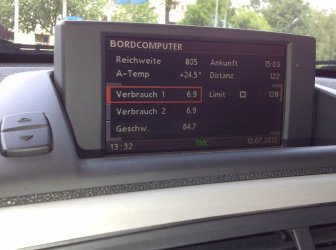 BORDCOMPUTER
Reichweite 805 Ankunft 15:03
A-Temp +24.5° Distanz 122
Verbrauch 1 6.9 Limit 128
Verbrauch 2 6.9
Geschw. 64.7
13:32 TMC 10.07.2012